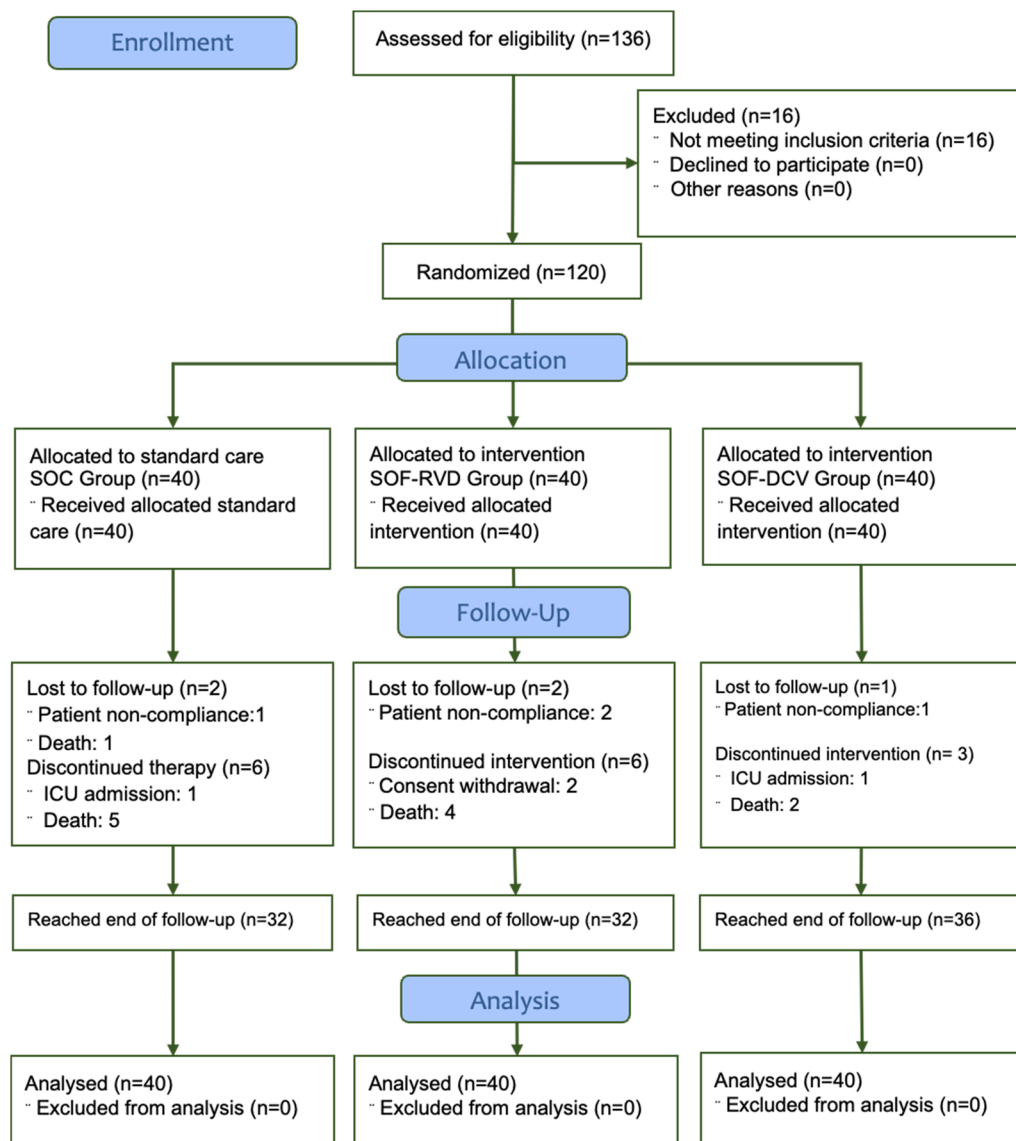 Enrollment
Assessed for eligibility (n=136)
Excluded (n=16)
¨ Not meeting inclusion criteria (n=16)
¨ Declined to participate (n=0)
¨ Other reasons (n=0)
Randomized (n=120)
Allocation
Allocated to standard care
SOC Group (n=40)
¨ Received allocated standard
care (n=40)
Allocated to intervention
SOF-RVD Group (n=40)
¨ Received allocated
intervention (n=40)
Allocated to intervention
SOF-DCV Group (n=40)
¨ Received allocated
intervention (n=40)
Follow-Up
Lost to follow-up (n=2)
¨ Patient non-compliance:1
¨ Death: 1
Discontinued therapy (n=6)
¨ ICU admission: 1
¨ Death: 5
Lost to follow-up (n=2)
¨ Patient non-compliance: 2
Discontinued intervention (n=6)
¨ Consent withdrawal: 2
¨ Death: 4
Lost to follow-up (n=1)
¨ Patient non-compliance:1
Discontinued intervention (n= 3)
¨ ICU admission: 1
¨ Death: 2
Reached end of follow-up (n=32)
Reached end of follow-up (n=32)
Reached end of follow-up (n=36)
Analysis
Analysed (n=40)
¨ Excluded from analysis (n=0)
Analysed (n=40)
¨ Excluded from analysis (n=0)
Analysed (n=40)
¨ Excluded from analysis (n=0)